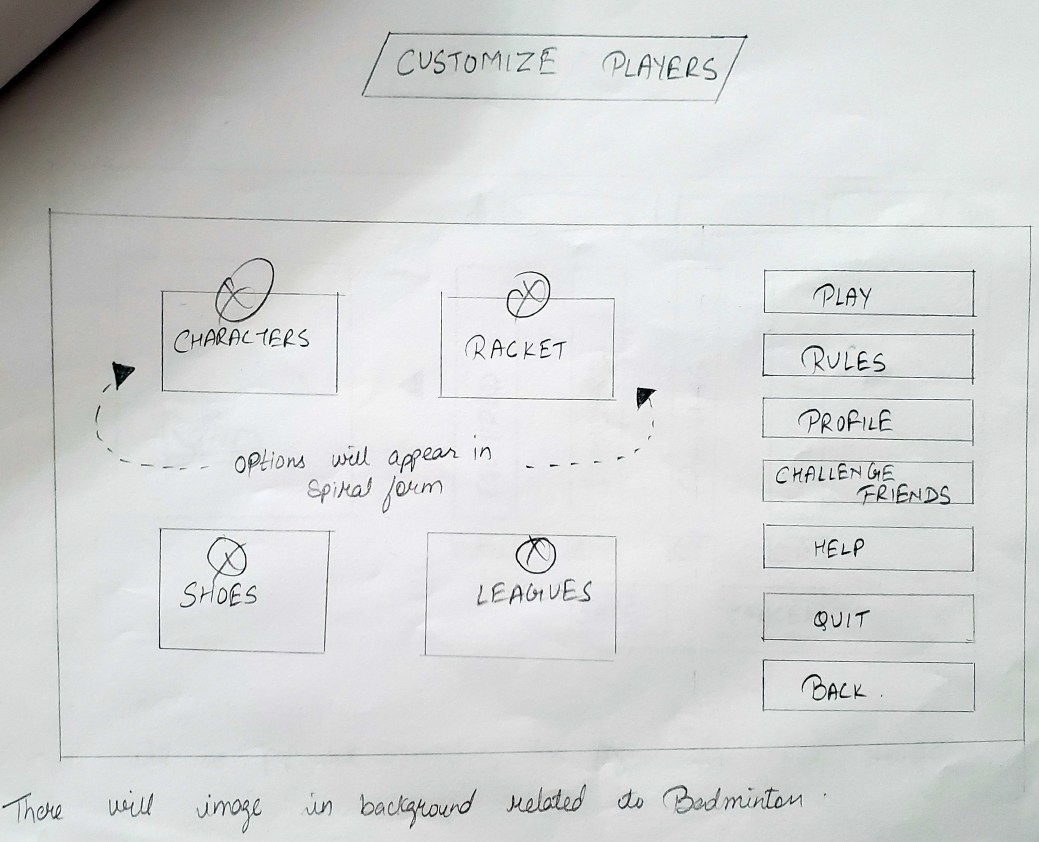 CUSTOMIZE PLAYERS
CHARACTERS
RACKET
options will appear in
spiral form
SHOES
LEAGUES
PLAY
RULES
PROFILE
CHALLENGE
FRIENDS
HELP
QUIT
BACK.
There will image in background related to Badminton.